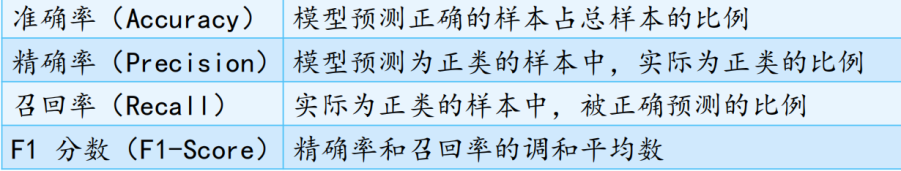 准确率（Accuracy） 模型预测正确的样本占总样本的比例
精确率（Precision） 模型预测为正类的样本中，实际为正类的比例
召回率（Recall） 实际为正类的样本中，被正确预测的比例
F1 分数（F1-Score） 精确率和召回率的调和平均数